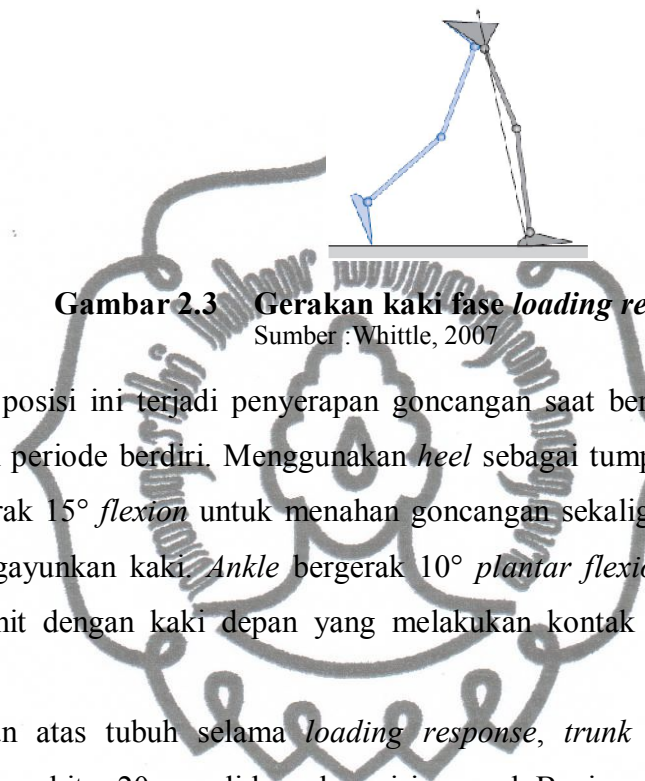 Gambar 2.3 Gerakan kaki fase loading re
Sumber :Whittle, 2007
posisi ini terjadi penyerapan goncangan saat ber
periode berdiri. Menggunakan heel sebagai tump
rak 15° flexion untuk menahan goncangan sekalig
gayunkan kaki. Ankle bergerak 10° plantar flexio
nit dengan kaki depan yang melakukan kontak
n atas tubuh selama loading response, trunk